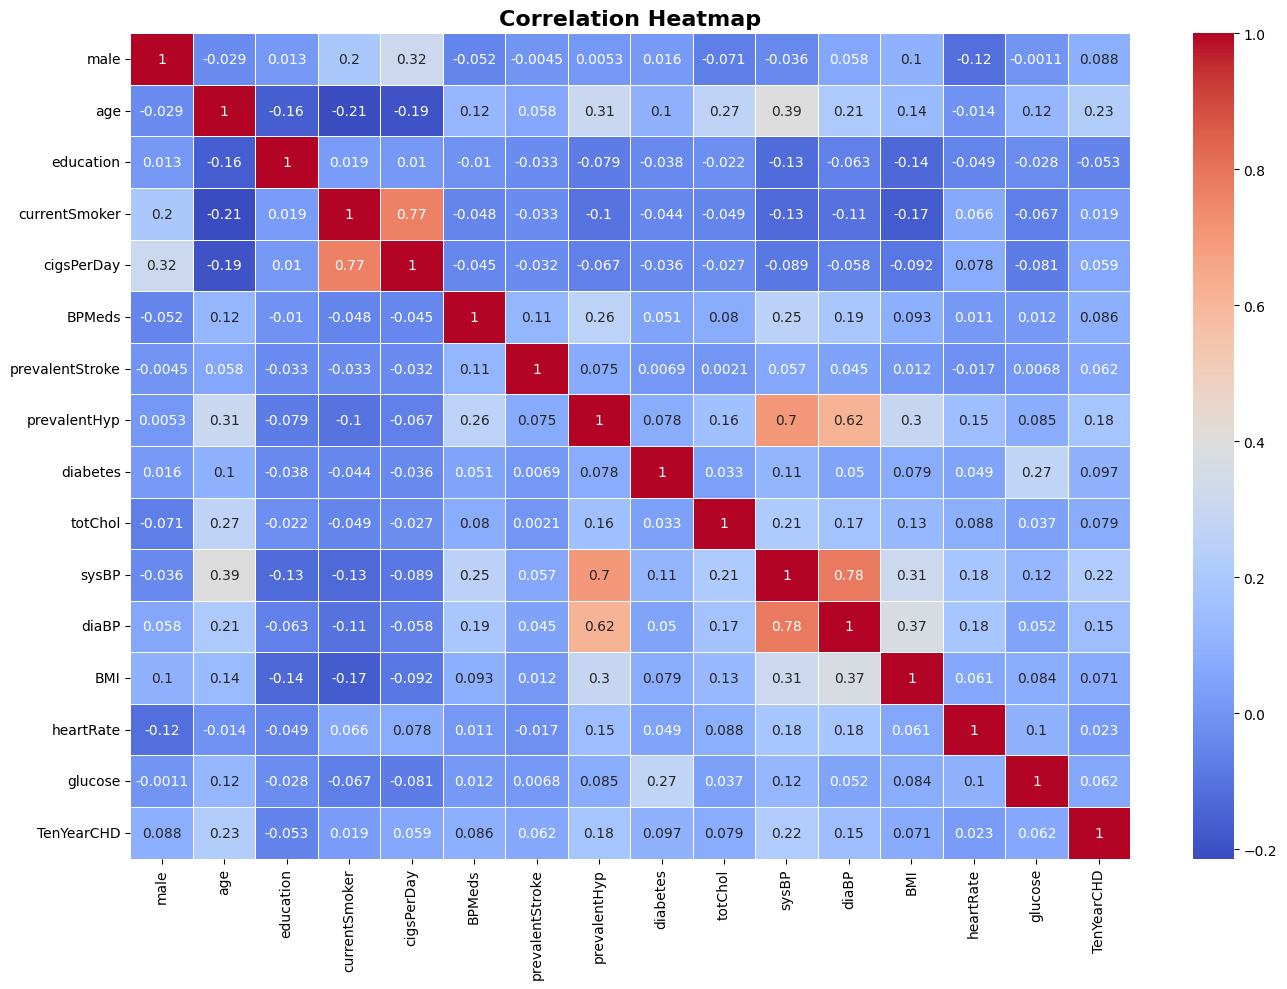 Correlation Heatmap
male 1 -0.029 0.013 0.2 0.32 -0.052 -0.0045 0.0053 0.016 -0.071 -0.036 0.058 0.1 -0.12 -0.0011 0.088
age -0.029 1 -0.16 -0.21 -0.19 0.12 0.058 0.31 0.1 0.27 0.39 0.21 0.14 -0.014 0.12 0.23
education 0.013 -0.16 1 0.019 0.01 -0.01 -0.033 -0.079 -0.038 -0.022 -0.13 -0.063 -0.14 -0.049 -0.028 -0.053
currentSmoker 0.2 -0.21 0.019 1 0.77 -0.048 -0.033 -0.1 -0.044 -0.049 -0.13 -0.11 -0.17 0.066 -0.067 0.019
cigsPerDay 0.32 -0.19 0.01 0.77 1 -0.045 -0.032 -0.067 -0.036 -0.027 -0.089 -0.058 -0.092 0.078 -0.081 0.059
BPMeds -0.052 0.12 -0.01 -0.048 -0.045 1 0.11 0.26 0.051 0.08 0.25 0.19 0.093 0.011 0.012 0.086
prevalentStroke -0.0045 0.058 -0.033 -0.033 -0.032 0.11 1 0.075 0.0069 0.0021 0.057 0.045 0.012 -0.017 0.0068 0.062
prevalentHyp 0.0053 0.31 -0.079 -0.1 -0.067 0.26 0.075 1 0.078 0.16 0.7 0.62 0.3 0.15 0.085 0.18
diabetes 0.016 0.1 -0.038 -0.044 -0.036 0.051 0.0069 0.078 1 0.033 0.11 0.05 0.079 0.049 0.27 0.097
totChol -0.071 0.27 -0.022 -0.049 -0.027 0.08 0.0021 0.16 0.033 1 0.21 0.17 0.13 0.088 0.037 0.079
sysBP -0.036 0.39 -0.13 -0.13 -0.089 0.25 0.057 0.7 0.11 0.21 1 0.78 0.31 0.18 0.12 0.22
diaBP 0.058 0.21 -0.063 -0.11 -0.058 0.19 0.045 0.62 0.05 0.17 0.78 1 0.37 0.18 0.052 0.15
BMI 0.1 0.14 -0.14 -0.17 -0.092 0.093 0.012 0.3 0.079 0.13 0.31 0.37 1 0.061 0.084 0.071
heartRate -0.12 -0.014 -0.049 0.066 0.078 0.011 -0.017 0.15 0.049 0.088 0.18 0.18 0.061 1 0.1 0.023
glucose -0.0011 0.12 -0.028 -0.067 -0.081 0.012 0.0068 0.085 0.27 0.037 0.12 0.052 0.084 0.1 1 0.062
TenYearCHD 0.088 0.23 -0.053 0.019 0.059 0.086 0.062 0.18 0.097 0.079 0.22 0.15 0.071 0.023 0.062 1
male age education currentSmoker cigsPerDay BPMeds prevalentStroke prevalentHyp diabetes totChol sysBP diaBP BMI heartRate glucose TenYearCHD
1.0
0.8
0.6
0.4
0.2
0.0
−0.2